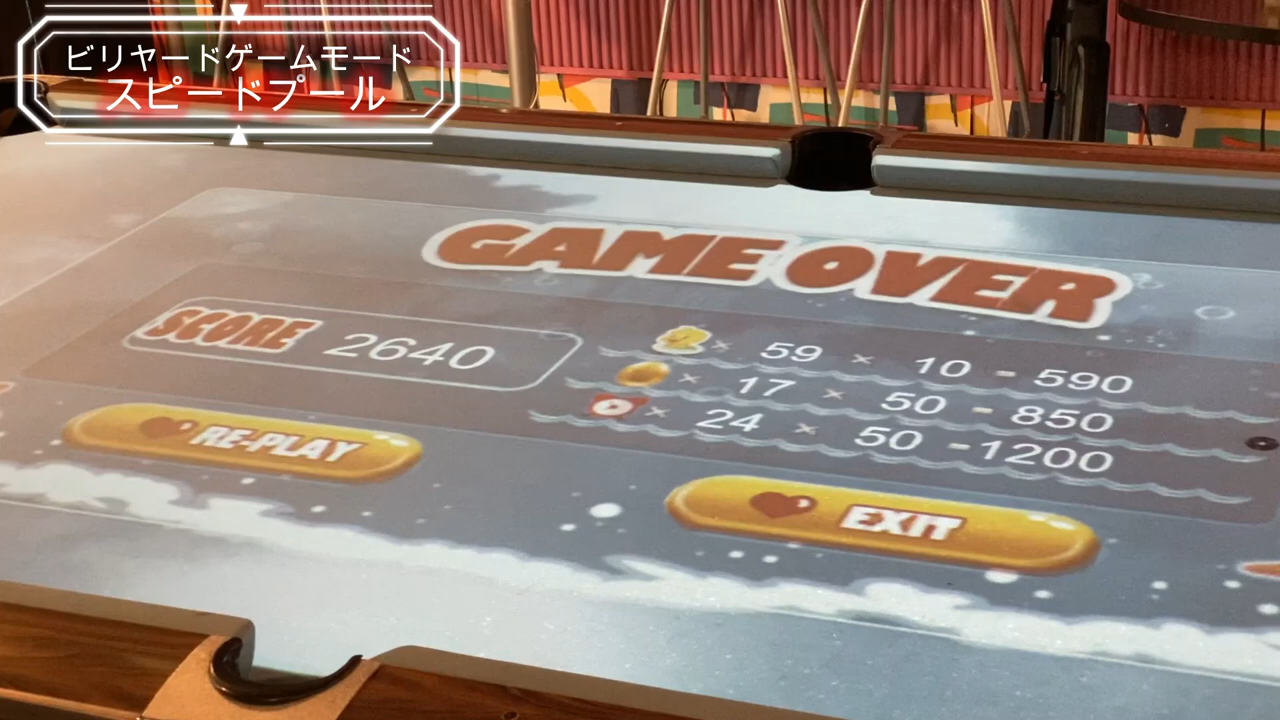 ビリヤードゲームモード
スピードプール
GAME OVER
SCORE 2640
× 59 × 10 = 590
× 17 × 50 = 850
× 24 × 50 = 1200
RE-PLAY
EXIT